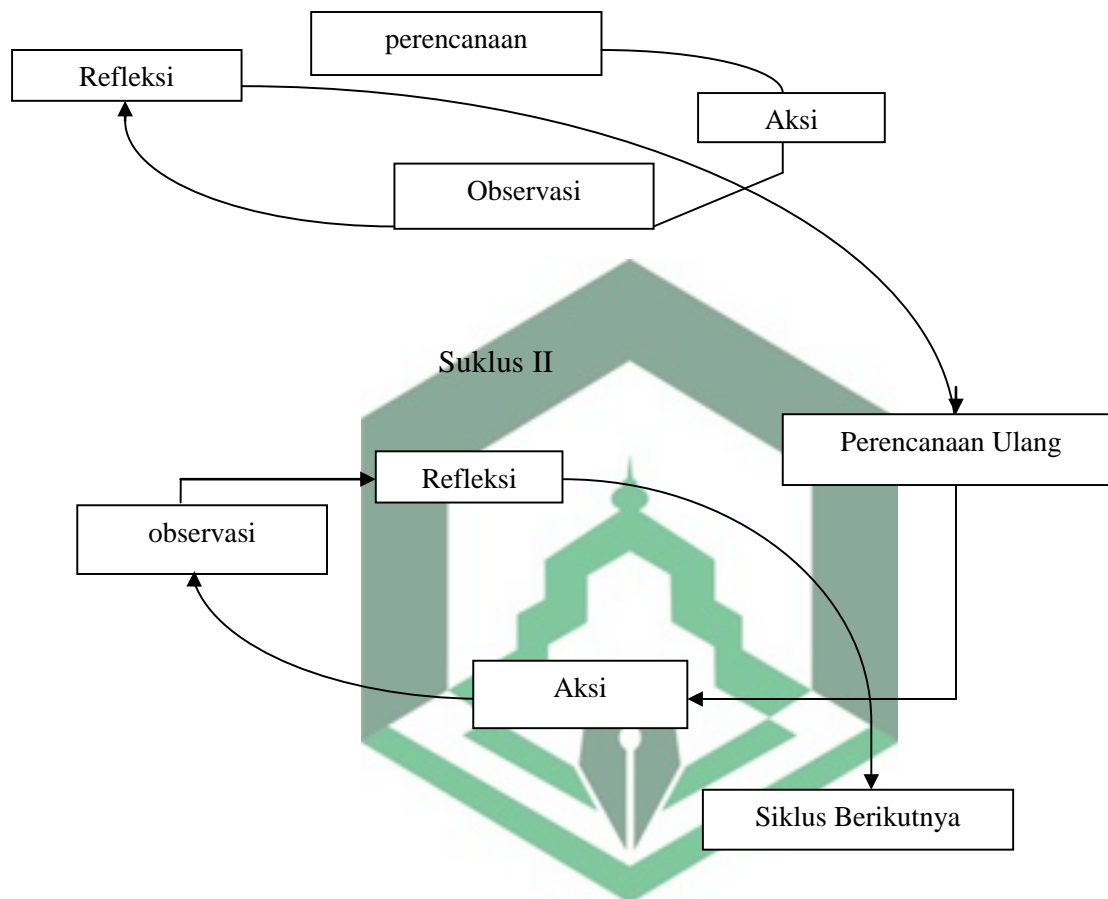 perencanaan
Refleksi
Aksi
Observasi
Suklus II
Perencanaan Ulang
Refleksi
observasi
Aksi
Siklus Berikutnya